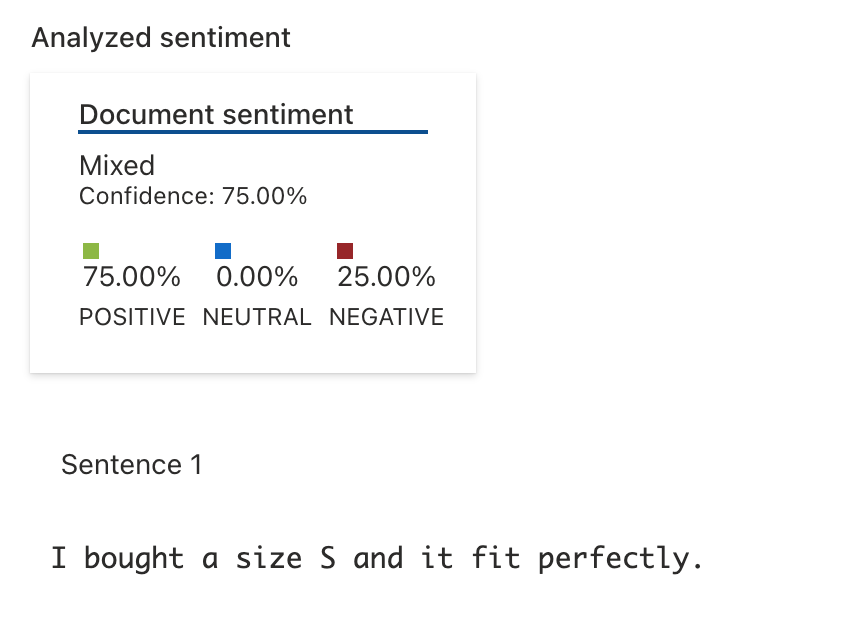 Analyzed sentiment
Document sentiment
Mixed
Confidence: 75.00%
75.00% 0.00% 25.00%
POSITIVE NEUTRAL NEGATIVE
Sentence 1
I bought a size S and it fit perfectly.